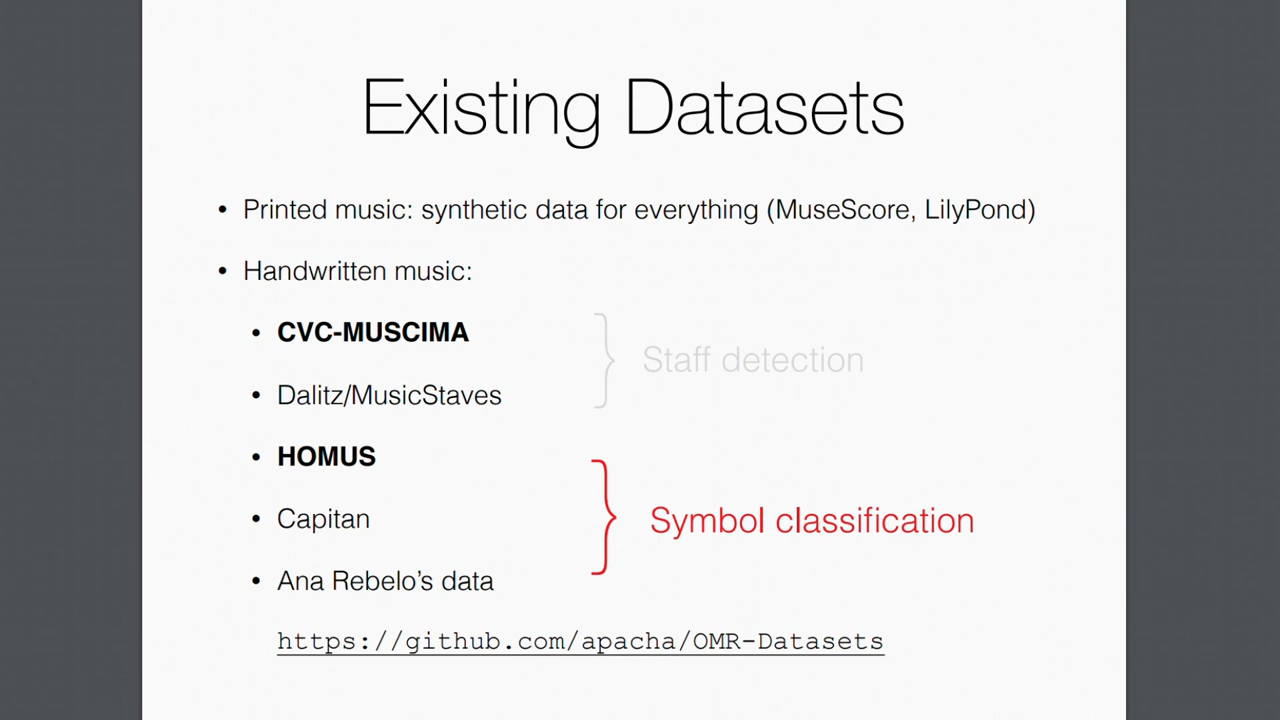 Existing Datasets
• Printed music: synthetic data for everything (MuseScore, LilyPond)
• Handwritten music:
• CVC-MUSCIMA
Staff detection
• Dalitz/MusicStaves
• HOMUS
• Capitan
Symbol classification
• Ana Rebelo’s data
https://github.com/apacha/OMR-Datasets